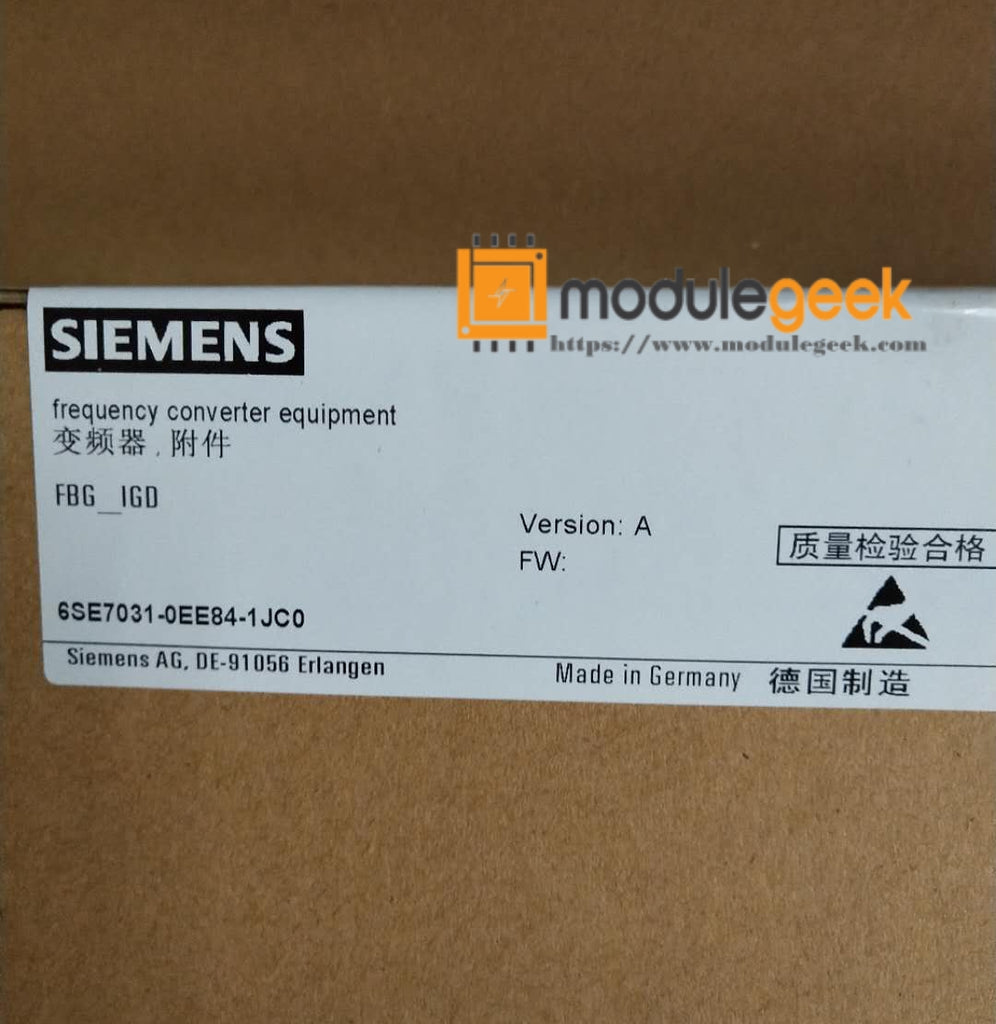 modulegeek
https://www.modulegeek.com
SIEMENS
frequency converter equipment
变频器,附件
FBG__IGD
Version: A
FW:
质量检验合格
6SE7031-0EE84-1JC0
Siemens AG, DE-91056 Erlangen
Made in Germany 德国制造